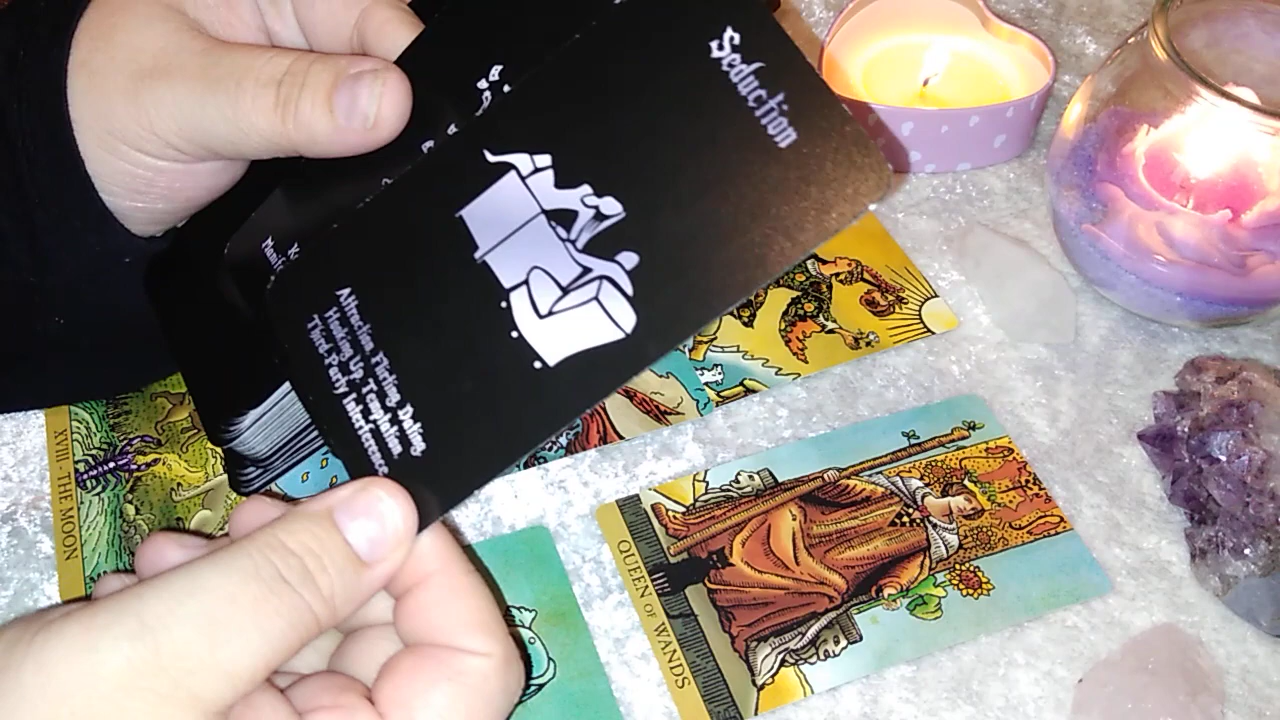 Seduction
Attraction, Flirting, Dating
Hooking Up, Temptation,
Third-Party Interference
XVIII · THE MOON
QUEEN OF WANDS